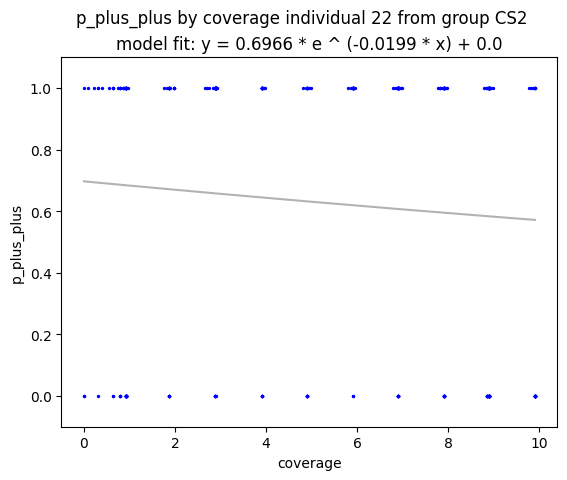 p_plus_plus by coverage individual 22 from group CS2
model fit: y = 0.6966 * e ^ (-0.0199 * x) + 0.0
1.0
0.8
0.6
0.4
0.2
0.0
p_plus_plus
0 2 4 6 8 10
coverage